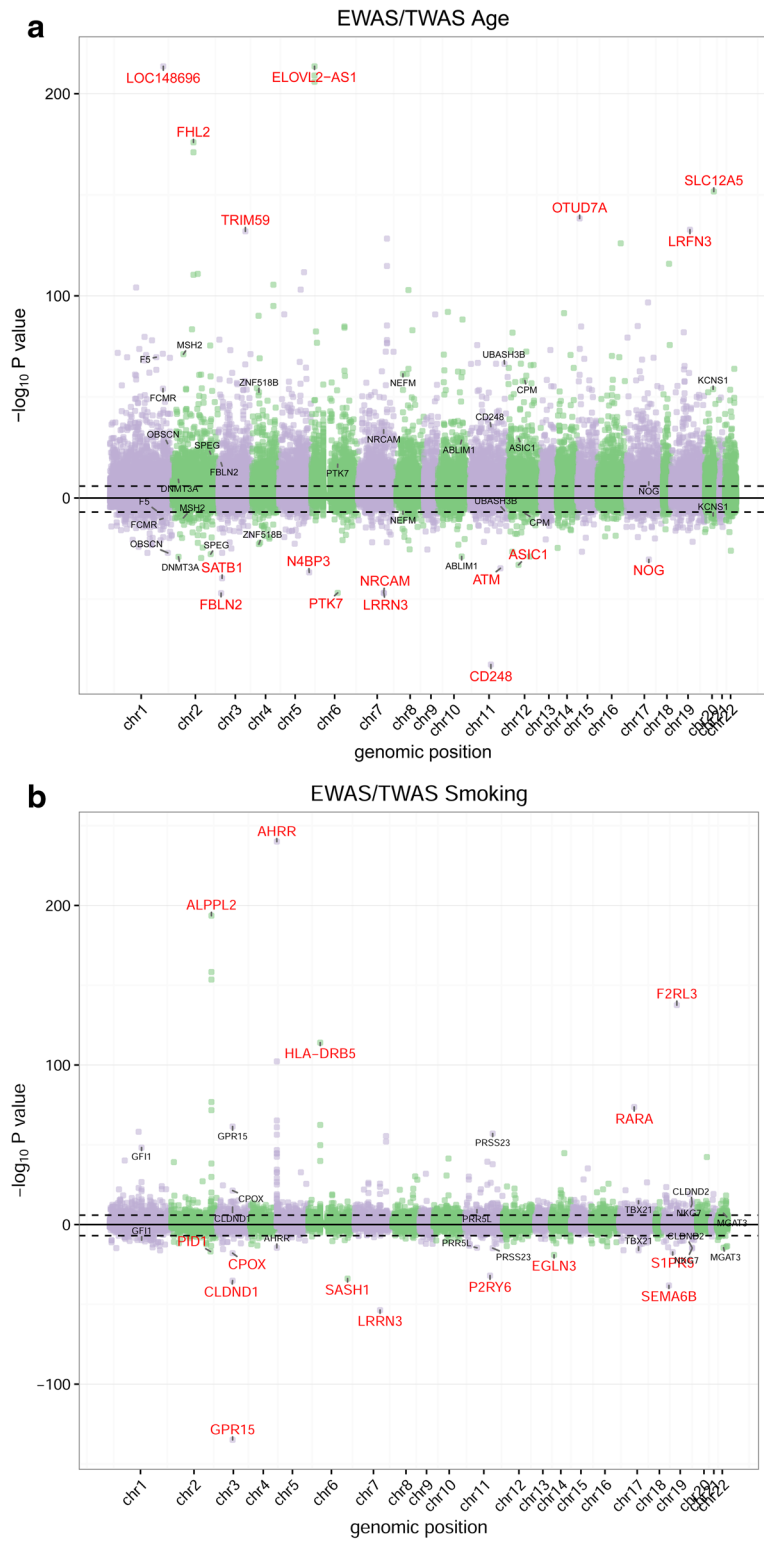 a
EWAS/TWAS Age
−log10 P value
200
100
0
LOC148696
ELOVL2−AS1
FHL2
SLC12A5
OTUD7A
TRIM59
LRFN3
MSH2
F5
UBASH3B
FCMR
ZNF518B
NEFM
CPM
KCNS1
CD248
OBSCN
SPEG
NRCAM
ABLIM1
ASIC1
FBLN2
PTK7
DNMT3A
NOG
F5
MSH2
UBASH3B
KCNS1
FCMR
NEFM
CPM
OBSCN
SPEG
ZNF518B
DNMT3A
SATB1
N4BP3
ABLIM1
ASIC1
NRCAM
ATM
NOG
FBLN2
PTK7
LRRN3
CD248
chr1 chr2 chr3 chr4 chr5 chr6 chr7 chr8 chr9 chr10 chr11 chr12 chr13 chr14 chr15 chr16 chr17 chr18 chr19 chr20 chr21 chr22
genomic position
b
EWAS/TWAS Smoking
−log10 P value
200
100
0
−100
AHRR
ALPPL2
F2RL3
HLA−DRB5
RARA
GFI1
GPR15
PRSS23
CPOX
CLDND2
CLDND1
PRR5L
TBX21
NKG7
MGAT3
GFI1
PID1
AHRR
PRR5L
TBX21
CLDND2
CPOX
PRSS23
EGLN3
S1PR5
NKG7
MGAT3
CLDND1
SASH1
P2RY6
SEMA6B
LRRN3
GPR15
chr1 chr2 chr3 chr4 chr5 chr6 chr7 chr8 chr9 chr10 chr11 chr12 chr13 chr14 chr15 chr16 chr17 chr18 chr19 chr20 chr21 chr22
genomic position